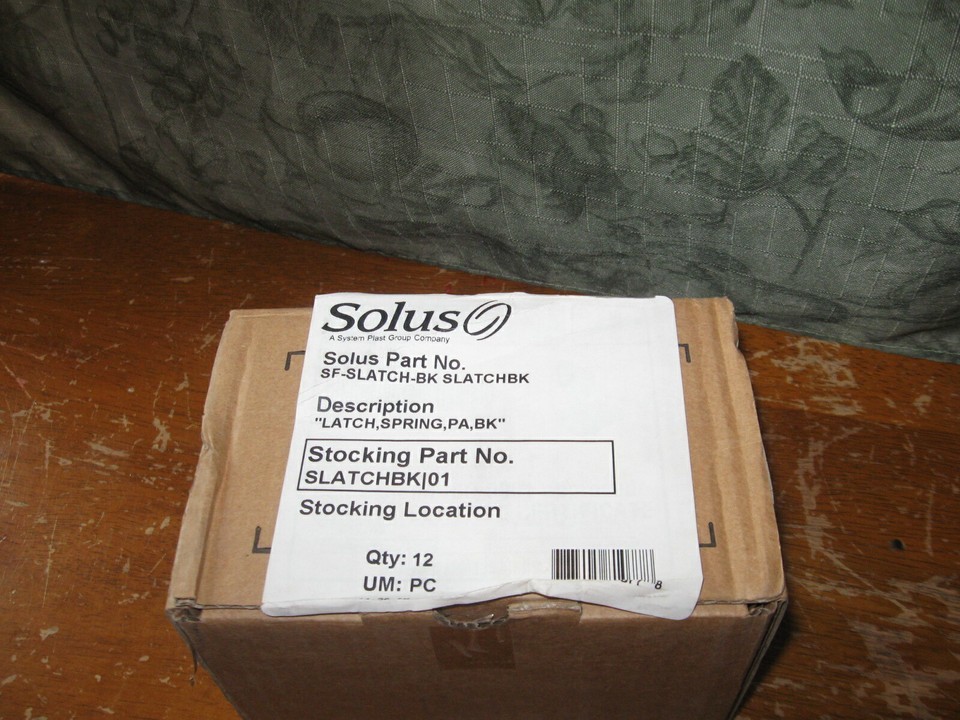 Solus
A System Plast Group Company
Solus Part No.
SF-SLATCH-BK SLATCHBK
Description
"LATCH,SPRING,PA,BK"
Stocking Part No.
SLATCHBK|01
Stocking Location
Qty: 12
UM: PC
8